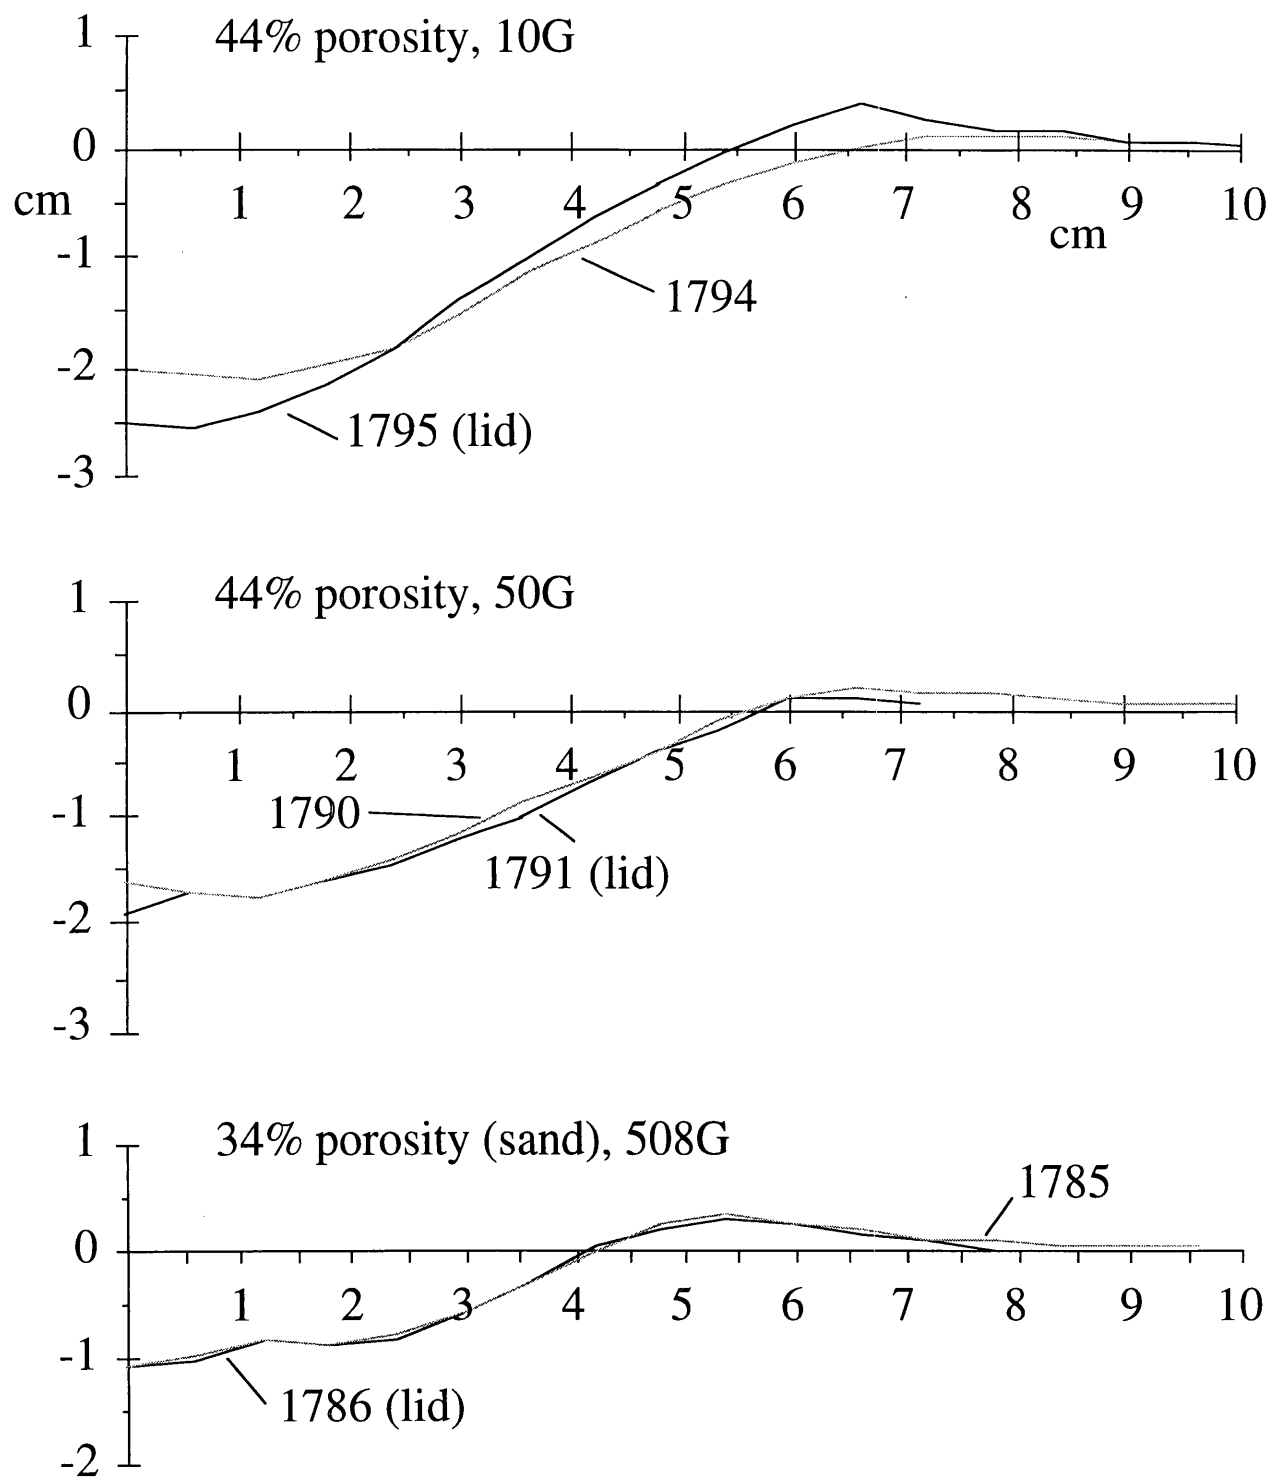 1 44% porosity, 10G
0
cm 1 2 3 4 5 6 7 8 9 10
cm
-1
1794
-2
1795 (lid)
-3
1 44% porosity, 50G
0
1 2 3 4 5 6 7 8 9 10
-1 1790
1791 (lid)
-2
-3
1 34% porosity (sand), 508G
1785
0
1 2 3 4 5 6 7 8 9 10
-1
1786 (lid)
-2